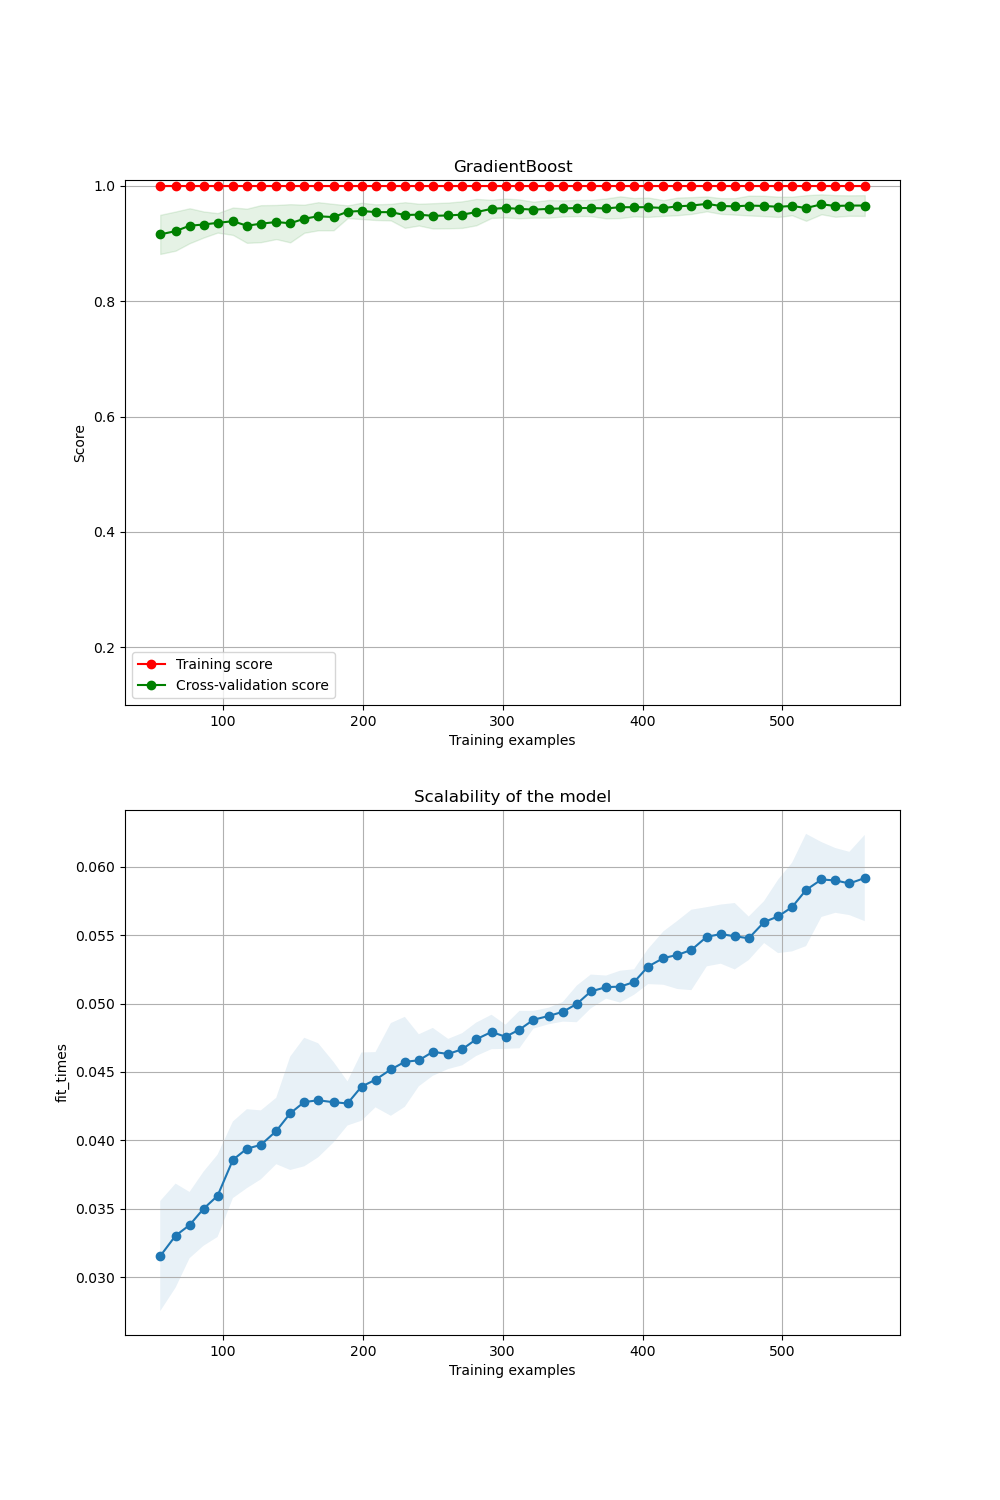 GradientBoost
1.0
0.8
0.6
0.4
0.2
Score
Training score
Cross-validation score
100 200 300 400 500
Training examples
Scalability of the model
0.060
0.055
0.050
0.045
0.040
0.035
0.030
fit_times
100 200 300 400 500
Training examples